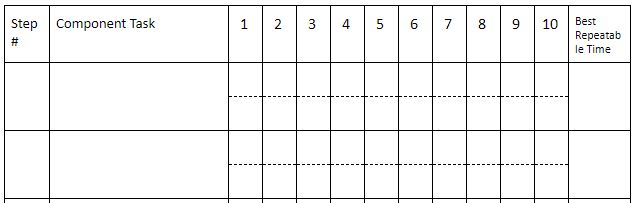 Step # Component Task 1 2 3 4 5 6 7 8 9 10 Best
Repeatab
le Time